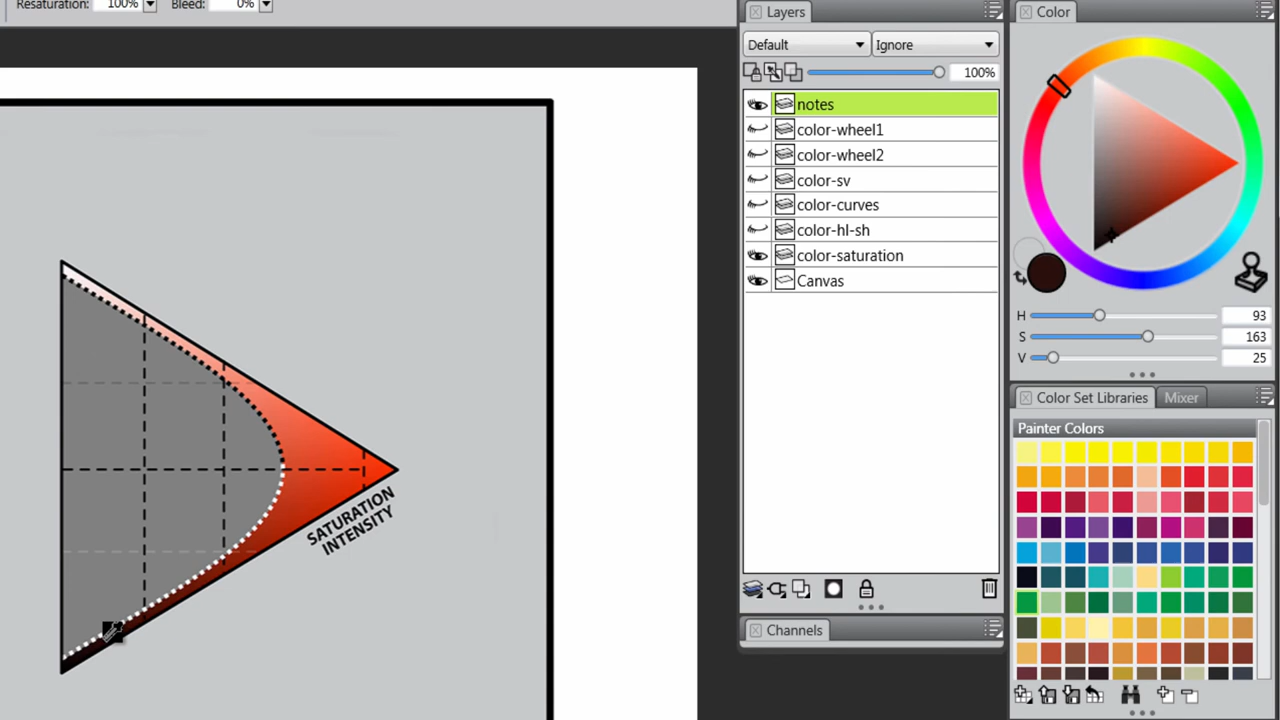 Resaturation: 100% Bleed: 0%
SATURATION
INTENSITY
Layers
Default Ignore
100%
notes
color-wheel1
color-wheel2
color-sv
color-curves
color-hl-sh
color-saturation
Canvas
Channels
Color
H 93
S 163
V 25
Color Set Libraries Mixer
Painter Colors